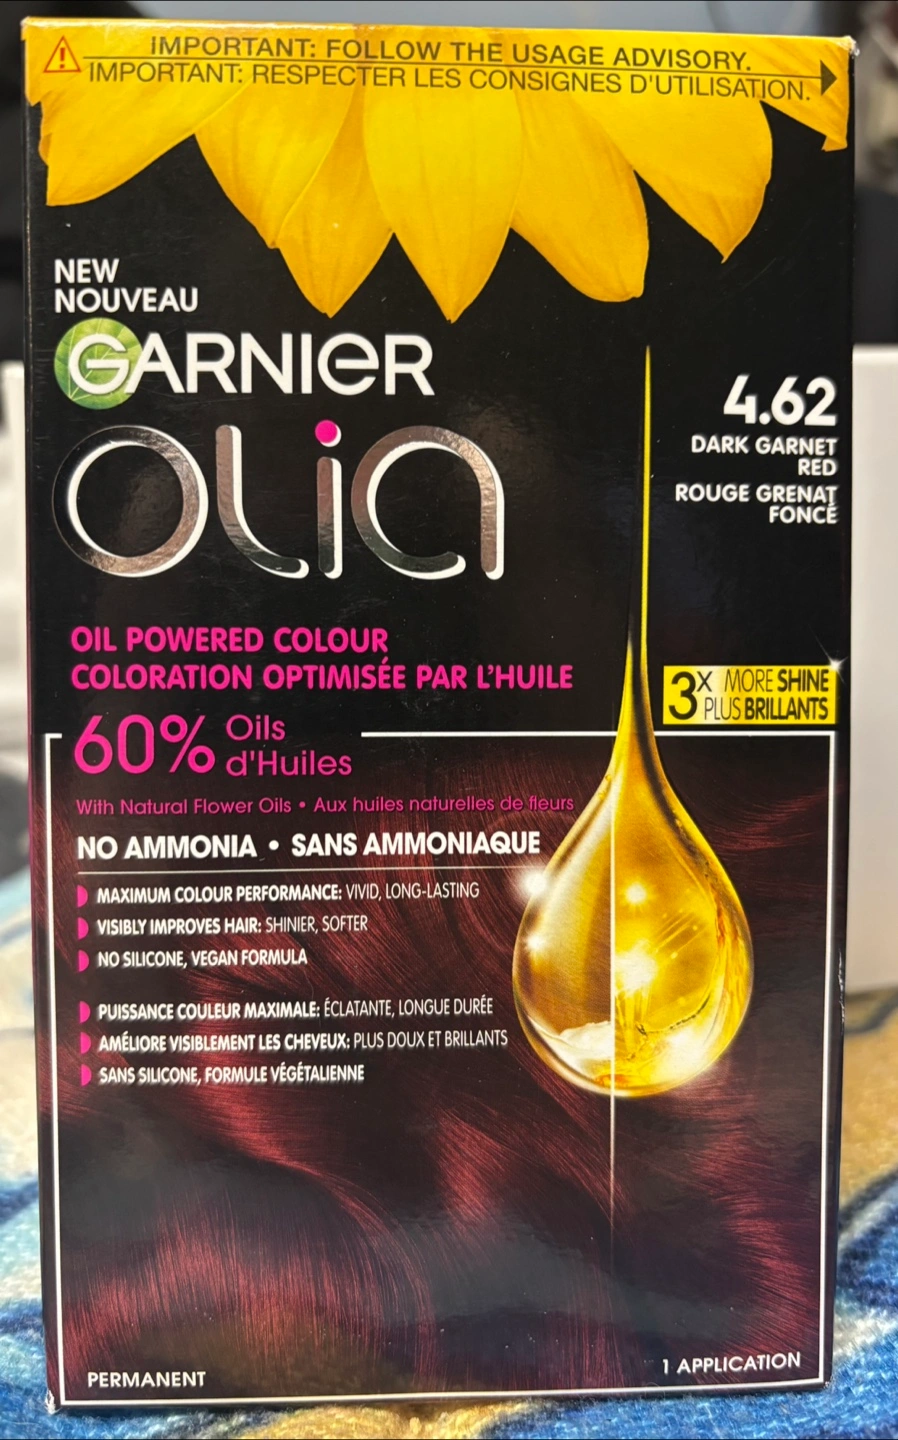 IMPORTANT: FOLLOW THE USAGE ADVISORY.
IMPORTANT: RESPECTER LES CONSIGNES D'UTILISATION.
NEW
NOUVEAU
GARNIER
OLIA
4.62
DARK GARNET
RED
ROUGE GRENAT
FONCÉ
OIL POWERED COLOUR
COLORATION OPTIMISÉE PAR L'HUILE
3X MORE SHINE
PLUS BRILLANTS
60% Oils
d'Huiles
With Natural Flower Oils • Aux huiles naturelles de fleurs
NO AMMONIA • SANS AMMONIAQUE
MAXIMUM COLOUR PERFORMANCE: VIVID, LONG-LASTING
VISIBLY IMPROVES HAIR: SHINIER, SOFTER
NO SILICONE, VEGAN FORMULA
PUISSANCE COULEUR MAXIMALE: ÉCLATANTE, LONGUE DURÉE
AMÉLIORE VISIBLEMENT LES CHEVEUX: PLUS DOUX ET BRILLANTS
SANS SILICONE, FORMULE VÉGÉTALIENNE
PERMANENT
1 APPLICATION